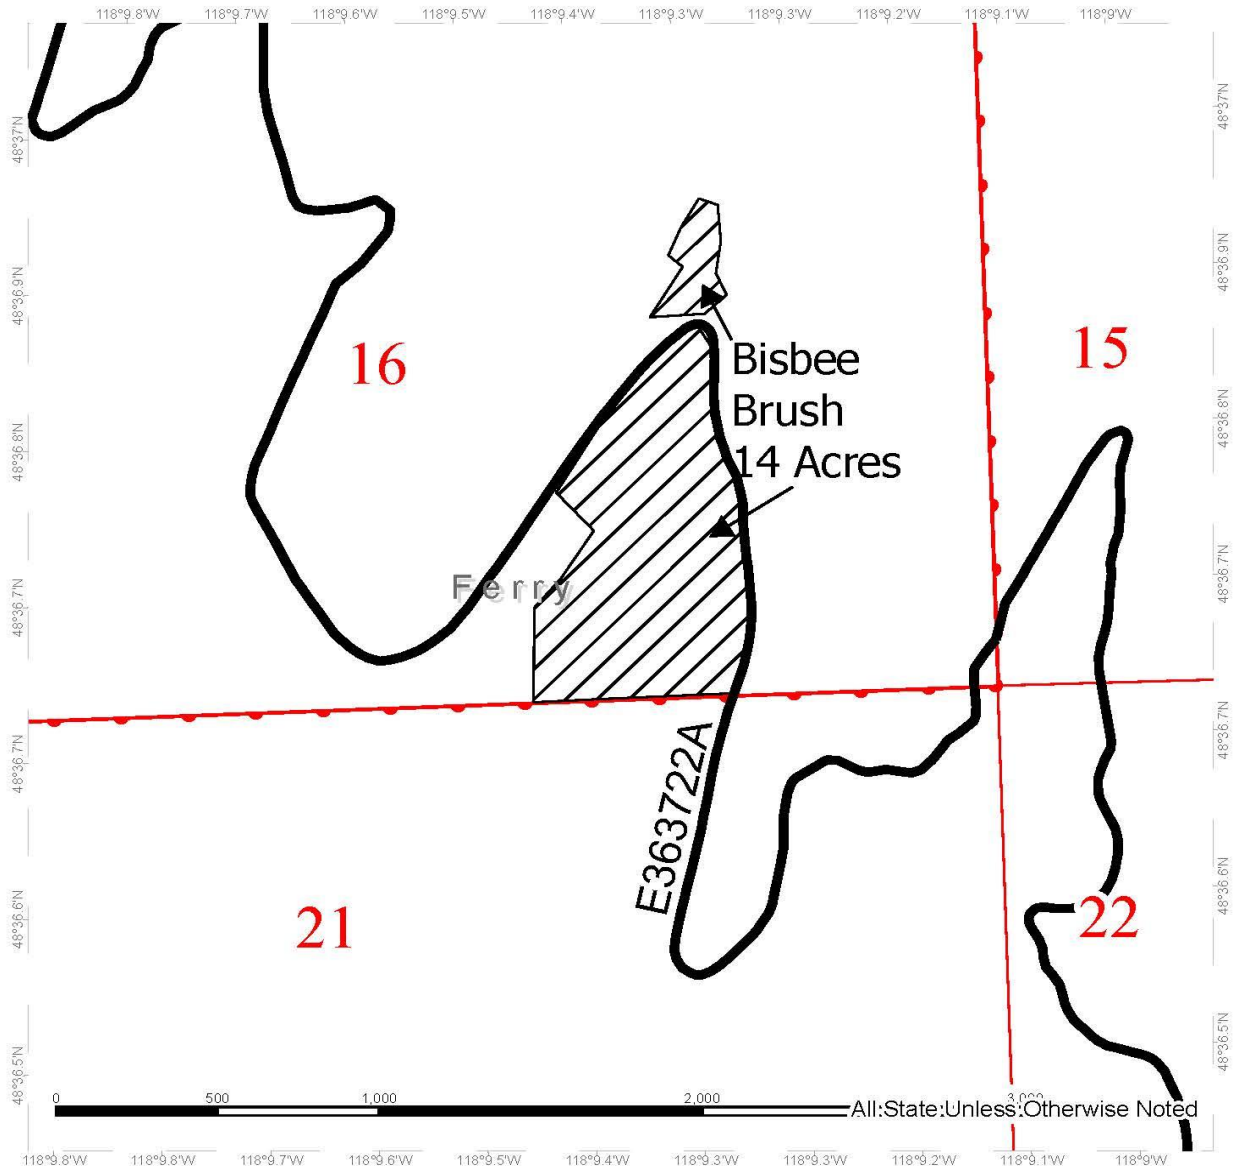 118°9.8'W 118°9.7'W 118°9.6'W 118°9.5'W 118°9.4'W 118°9.3'W 118°9.3'W 118°9.2'W 118°9.1'W 118°9'W
48°37'N
48°37'N
48°36.9'N
48°36.9'N
16
15
Bisbee
Brush
14 Acres
48°36.8'N
48°36.8'N
48°36.7'N
48°36.7'N
Ferry
48°36.7'N
48°36.7'N
E363722A
48°36.6'N
48°36.6'N
21
22
48°36.5'N
48°36.5'N
0 500 1,000 2,000
All State Unless Otherwise Noted
118°9.8'W 118°9.8'W 118°9.7'W 118°9.6'W 118°9.5'W 118°9.4'W 118°9.3'W 118°9.3'W 118°9.2'W 118°9.1'W 118°9'W